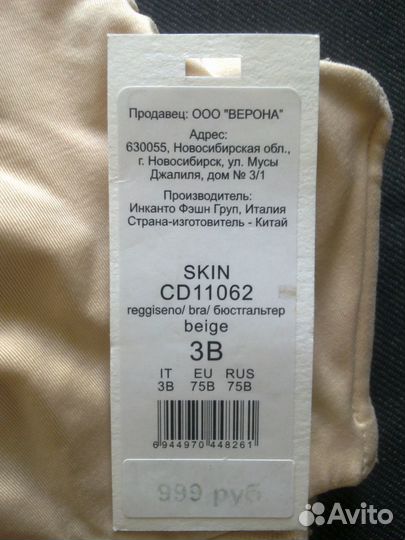 Продавец: ООО "ВЕРОНА"
Адрес:
630055, Новосибирская обл.,
г. Новосибирск, ул. Мусы
Джалиля, дом № 3/1
Производитель:
Инканто Фэшн Груп, Италия
Страна-изготовитель - Китай
SKIN
CD11062
reggiseno/ bra/ бюстгальтер
beige
3B
IT EU RUS
3B 75B 75B
6944970448261
999 руб
Avito